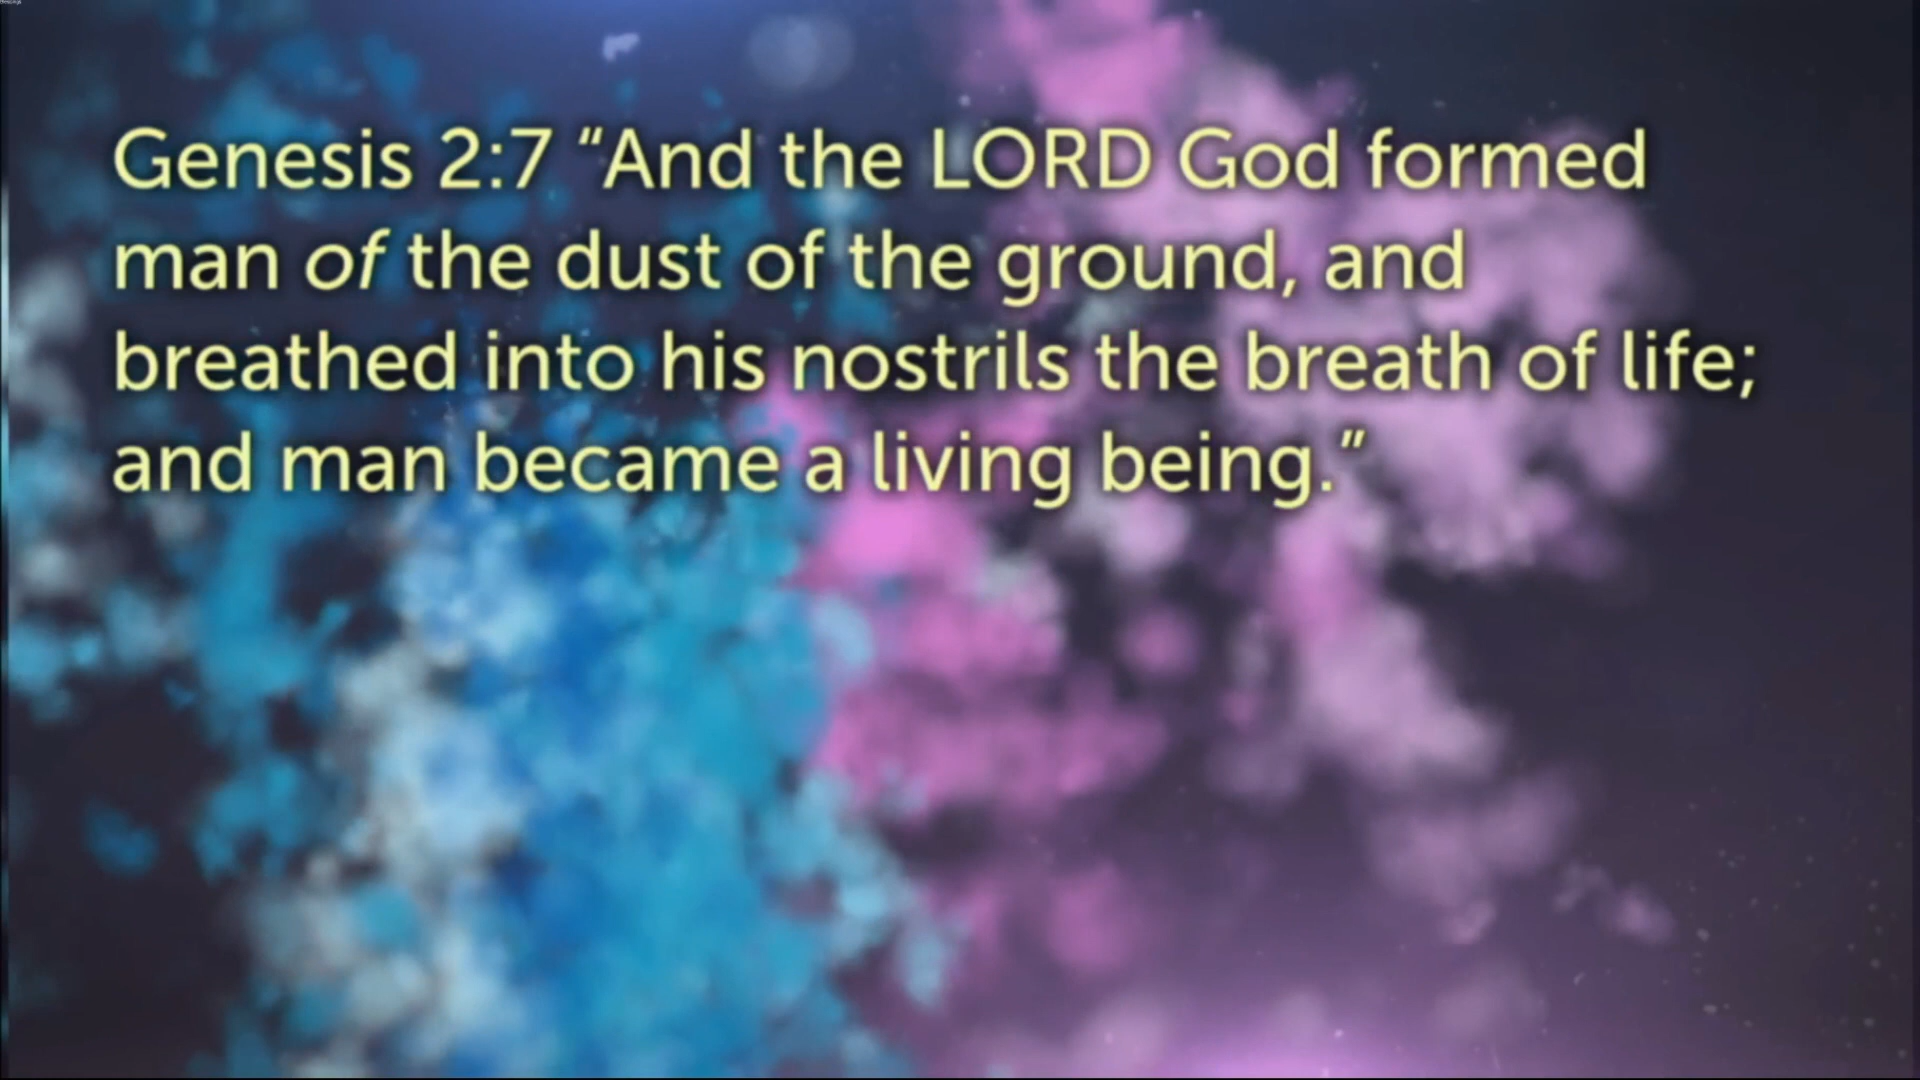 Genesis 2:7 “And the LORD God formed
man of the dust of the ground, and
breathed into his nostrils the breath of life;
and man became a living being.”